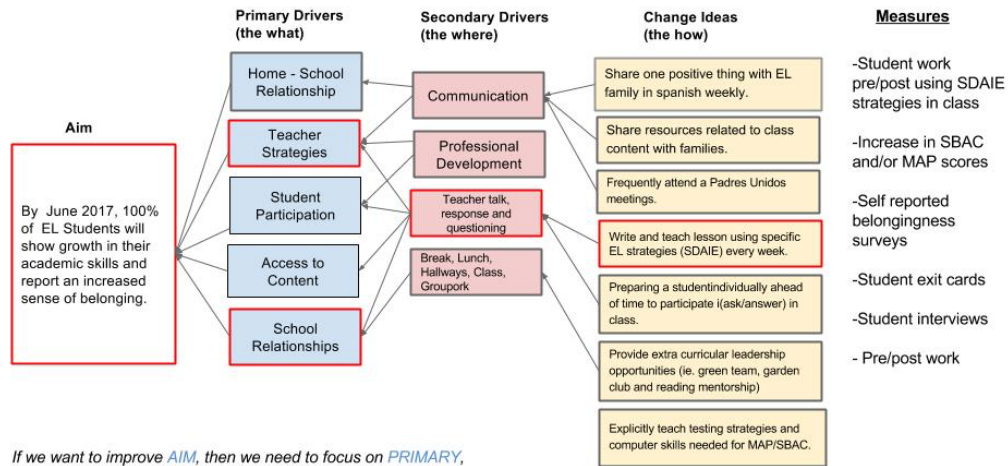 Primary Drivers
(the what)
Secondary Drivers
(the where)
Change Ideas
(the how)
Measures
Aim
By June 2017, 100%
of EL Students will
show growth in their
academic skills and
report an increased
sense of belonging.
Home - School
Relationship
Teacher
Strategies
Student
Participation
Access to
Content
School
Relationships
Communication
Professional
Development
Teacher talk,
response and
questioning
Break, Lunch,
Hallways, Class,
Groupork
Share one positive thing with EL
family in spanish weekly.
Share resources related to class
content with families.
Frequently attend a Padres Unidos
meetings.
Write and teach lesson using specific
EL strategies (SDAIE) every week.
Preparing a studentindividually ahead
of time to participate i(ask/answer) in
class.
Provide extra curricular leadership
opportunities (ie. green team, garden
club and reading mentorship)
Explicitly teach testing strategies and
computer skills needed for MAP/SBAC.
-Student work
pre/post using SDAIE
strategies in class
-Increase in SBAC
and/or MAP scores
-Self reported
belongingness
surveys
-Student exit cards
-Student interviews
- Pre/post work
If we want to improve AIM, then we need to focus on PRIMARY,